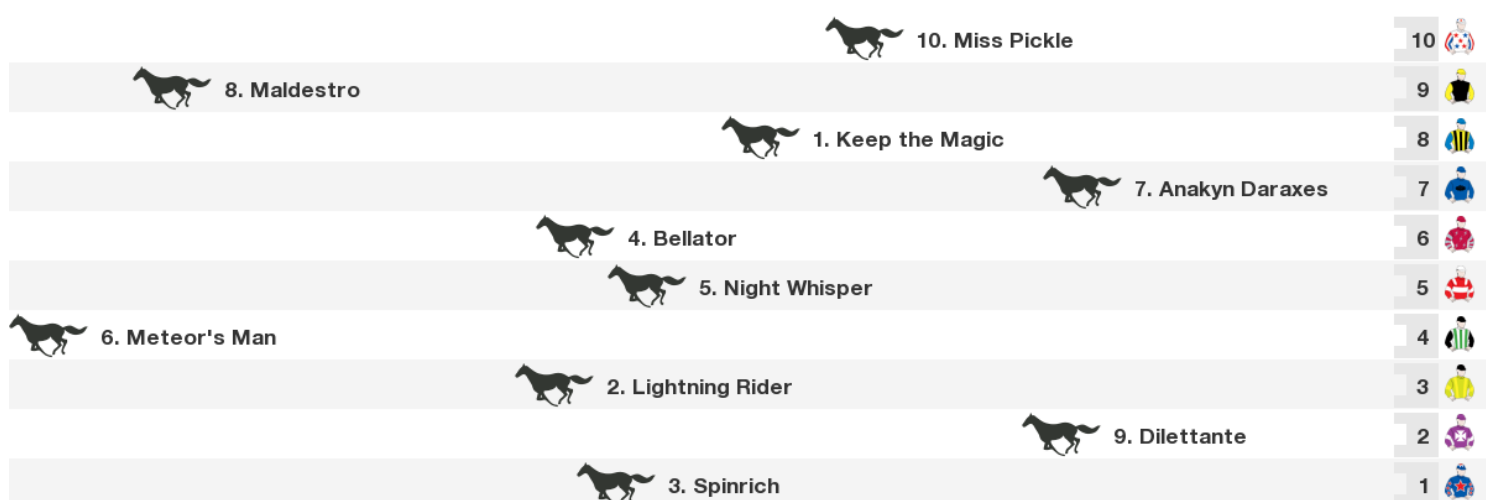 10. Miss Pickle 10
8. Maldestro 9
1. Keep the Magic 8
7. Anakyn Daraxes 7
4. Bellator 6
5. Night Whisper 5
6. Meteor's Man 4
2. Lightning Rider 3
9. Dilettante 2
3. Spinrich 1